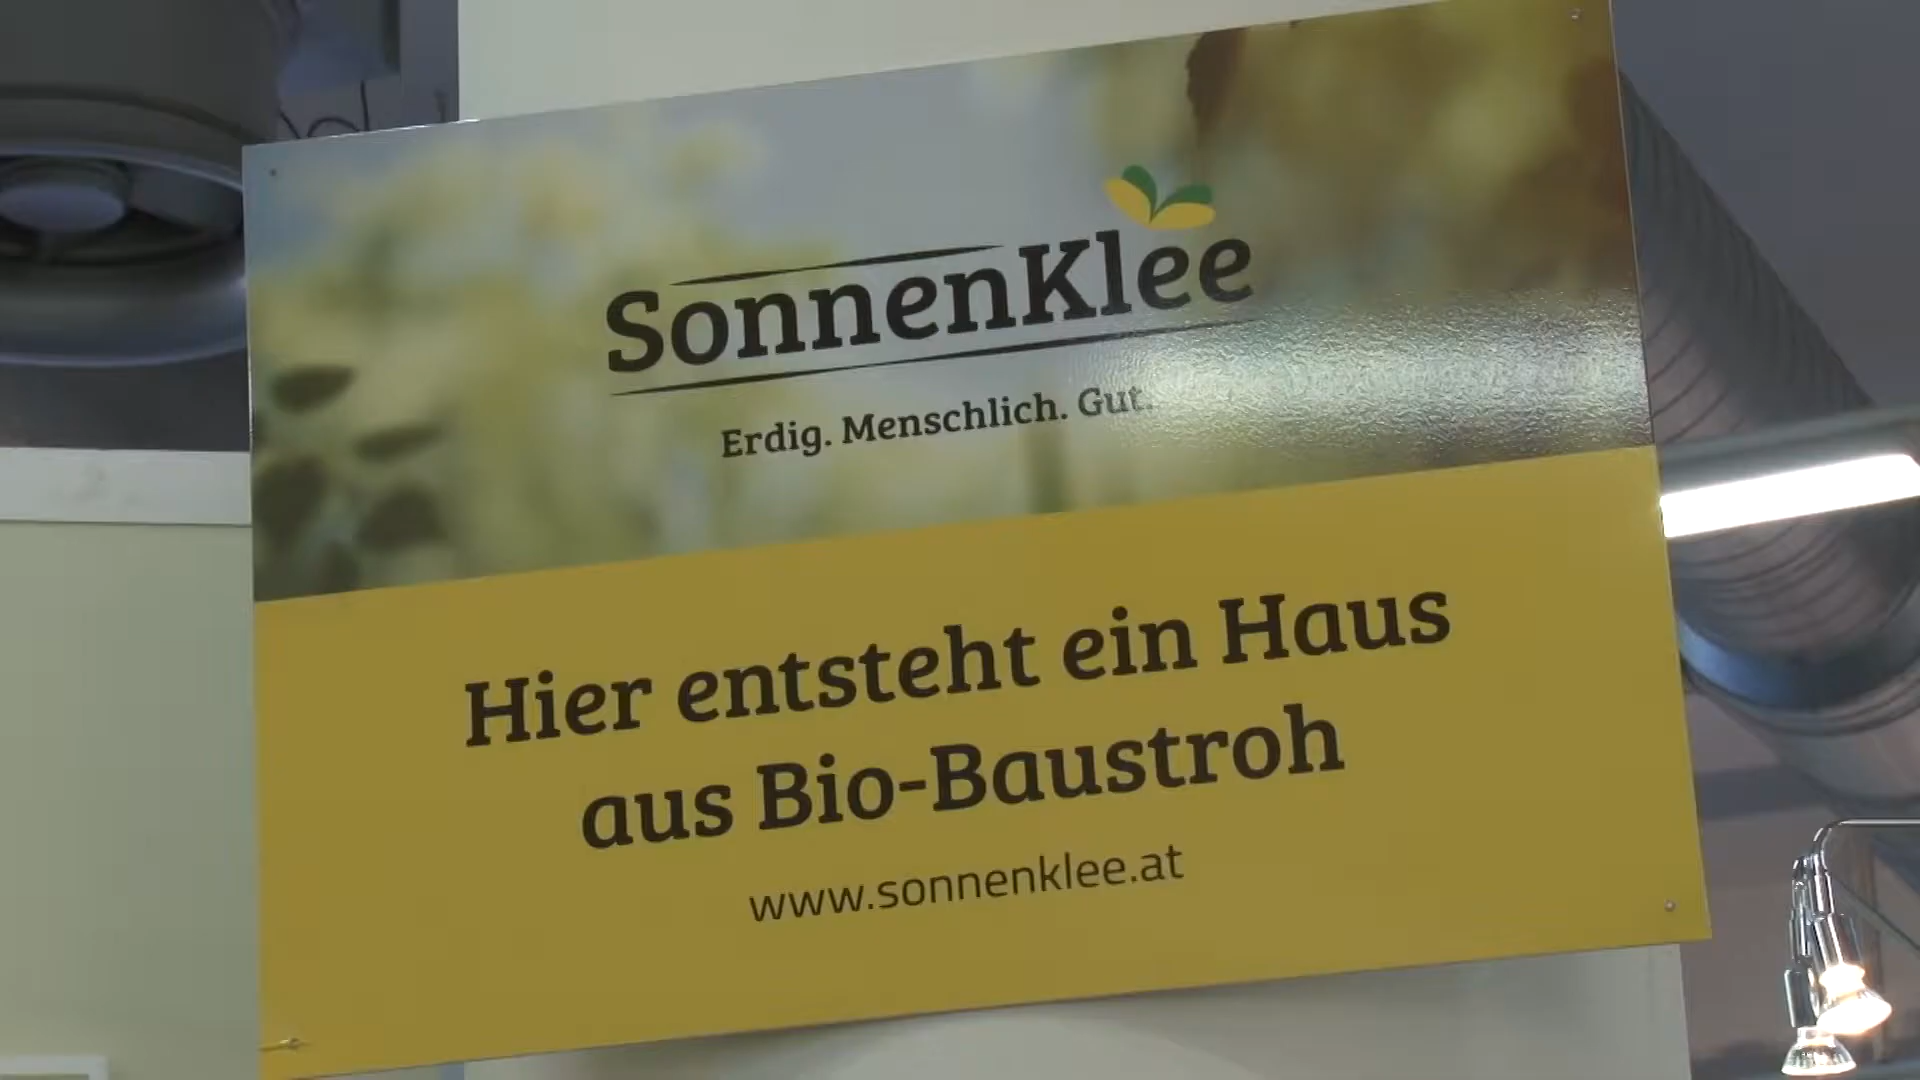 SonnenKlee
Erdig. Menschlich. Gut.
Hier entsteht ein Haus
aus Bio-Baustroh
www.sonnenklee.at